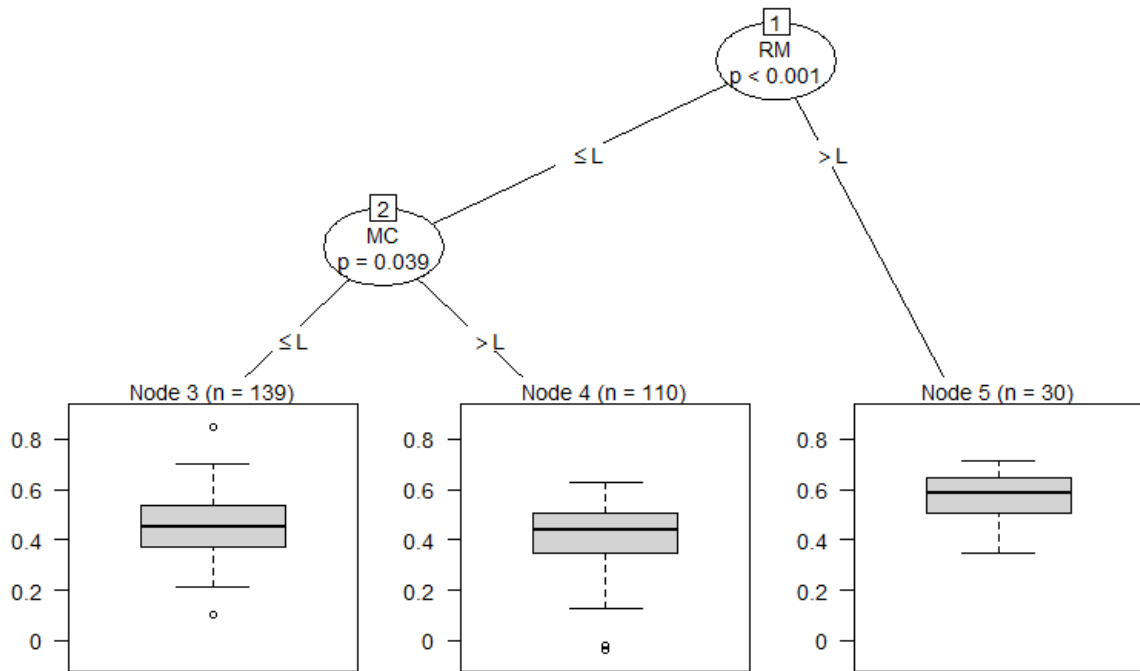 1
RM
p < 0.001
≤ L
> L
2
MC
p = 0.039
≤ L
> L
Node 3 (n = 139)
0.8
0.6
0.4
0.2
0
Node 4 (n = 110)
0.8
0.6
0.4
0.2
0
Node 5 (n = 30)
0.8
0.6
0.4
0.2
0